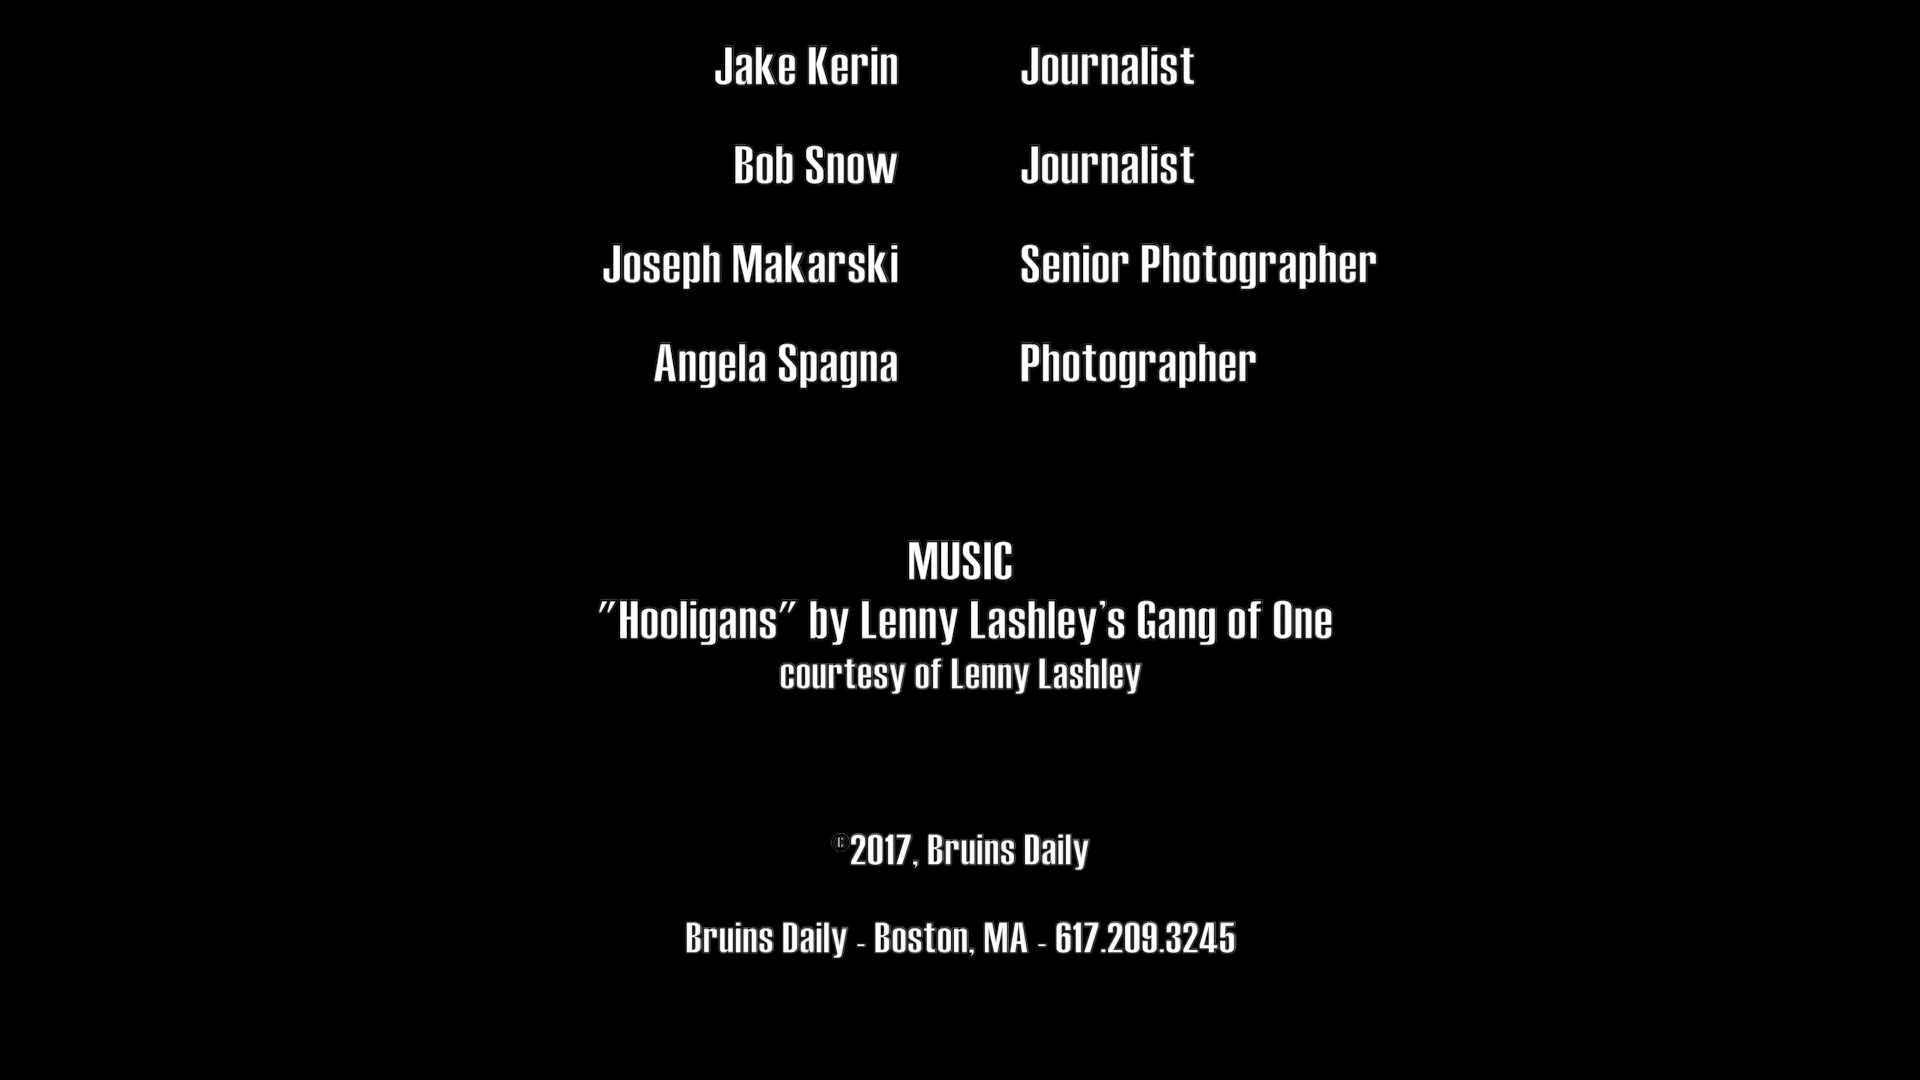 Jake Kerin Journalist
Bob Snow Journalist
Joseph Makarski Senior Photographer
Angela Spagna Photographer
MUSIC
"Hooligans" by Lenny Lashley's Gang of One
courtesy of Lenny Lashley
©2017, Bruins Daily
Bruins Daily - Boston, MA - 617.209.3245